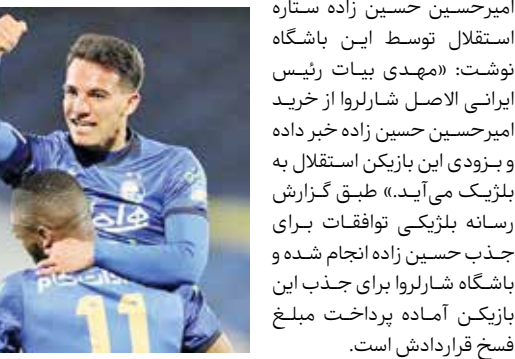 امیرحسین حسین زاده ستاره
استقلال توسط این باشگاه
نوشت: «مهدی بیات رئیس
ایرانی الاصل شارلروا از خرید
امیرحسین حسین زاده خبر داده
و بزودی این بازیکن استقلال به
بلژیک می‌آید.» طبق گزارش
رسانه بلژیکی توافقات برای
جذب حسین زاده انجام شده و
باشگاه شارلروا برای جذب این
بازیکن آماده پرداخت مبلغ
فسخ قراردادش است.
11